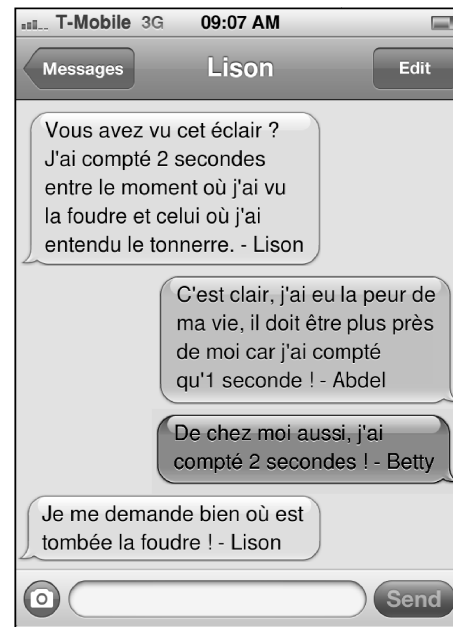 T-Mobile 3G 09:07 AM
Messages Lison Edit
Vous avez vu cet éclair ?
J'ai compté 2 secondes
entre le moment où j'ai vu
la foudre et celui où j'ai
entendu le tonnerre. - Lison
C'est clair, j'ai eu la peur de
ma vie, il doit être plus près
de moi car j'ai compté
qu'1 seconde ! - Abdel
De chez moi aussi, j'ai
compté 2 secondes ! - Betty
Je me demande bien où est
tombée la foudre ! - Lison
Send